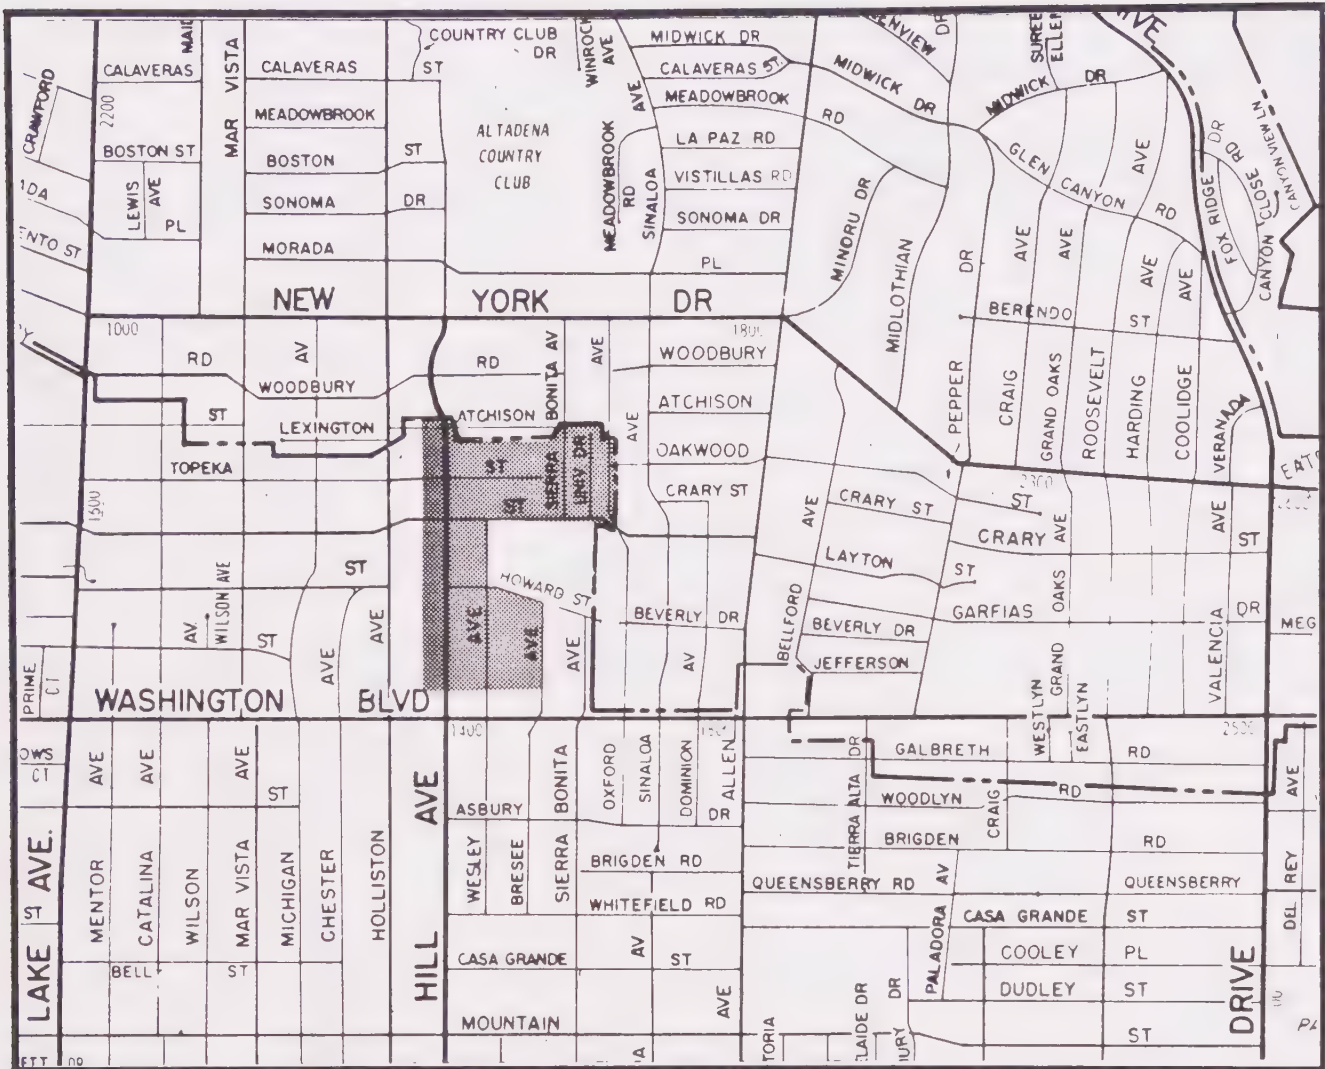 COUNTRY CLUB
DR
WINROCK
AVE
MIDWICK DR
CALAVERAS ST.
MEADOWBROOK
RD
MIDWICK DR
DR
MIDWICK
DR
CRAWFORD
CALAVERAS
2200
MAR VISTA
CALAVERAS
ST
MEADOWBROOK
BOSTON ST
BOSTON
ST
LEWIS
AVE
PL
SONOMA
DR
MORADA
ALTADENA
COUNTRY
CLUB
MEADOWBROOK
RD
SINALOA
AVE
LA PAZ RD
VISTILLAS RD
SONOMA DR
PL
MINORU DR
MIDLOTHIAN
DR
GLEN
CANYON
RD
AVE
AVE
AVE
AVE
AVE
FOX RIDGE
DR
CANYON CLOSE RD
CANYON VIEW LN
NEW
YORK
DR
1000
1800
BERENDO
ST
RD
AV
WOODBURY
RD
BONITA AV
AVE
WOODBURY
ATCHISON
ATCHISON
AVE
ST
LEXINGTON
TOPEKA
ST
ST
SIERRA
UNIV DR
OAKWOOD
CRARY ST
PEPPER
CRAIG
GRAND OAKS
ROOSEVELT
HARDING
COOLIDGE
VERANADA
2300
CRARY ST
ST
CRARY
AVE
AVE
ST
AVE
LAYTON
ST
OAKS
DR
GARFIAS
MEG
WILSON AVE
ST
AV.
ST
AVE
AVE
HOWARD ST
AVE
AVE
AVE
BEVERLY DR
AV
BELLFORD
BEVERLY DR
JEFFERSON
GRAND
VALENCIA
PRIME
CT
WASHINGTON
BLVD
1400
WESTLYN
EASTLYN
2500
CT
AVE
AVE
AVE
ST
HILL
AVE
ASBURY
BONITA
OXFORD
SINALOA
DOMINION
ALLEN
DR
GALBRETH
RD
TIERRA ALTA
DR
WOODLYN
RD
CRAIG
BRIGDEN
RD
AVE
LAKE
AVE.
ST
MENTOR
CATALINA
WILSON
MAR VISTA
MICHIGAN
CHESTER
HOLLISTON
WESLEY
BRESEE
SIERRA
BRIGDEN RD
WHITEFIELD RD
QUEENSBERRY RD
AV
QUEENSBERRY
CASA GRANDE
ST
DEL
REY
BELL
ST
CASA GRANDE
AV
ST
PALADORA
COOLEY
PL
DUDLEY
ST
DRIVE
MOUNTAIN
AVE
DR
DR
ST